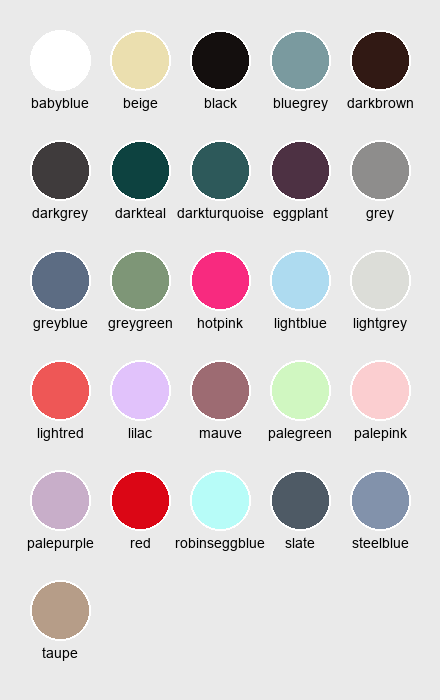 babyblue beige black bluegrey darkbrown
darkgrey darkteal darkturquoise eggplant grey
greyblue greygreen hotpink lightblue lightgrey
lightred lilac mauve palegreen palepink
palepurple red robinseggblue slate steelblue
taupe